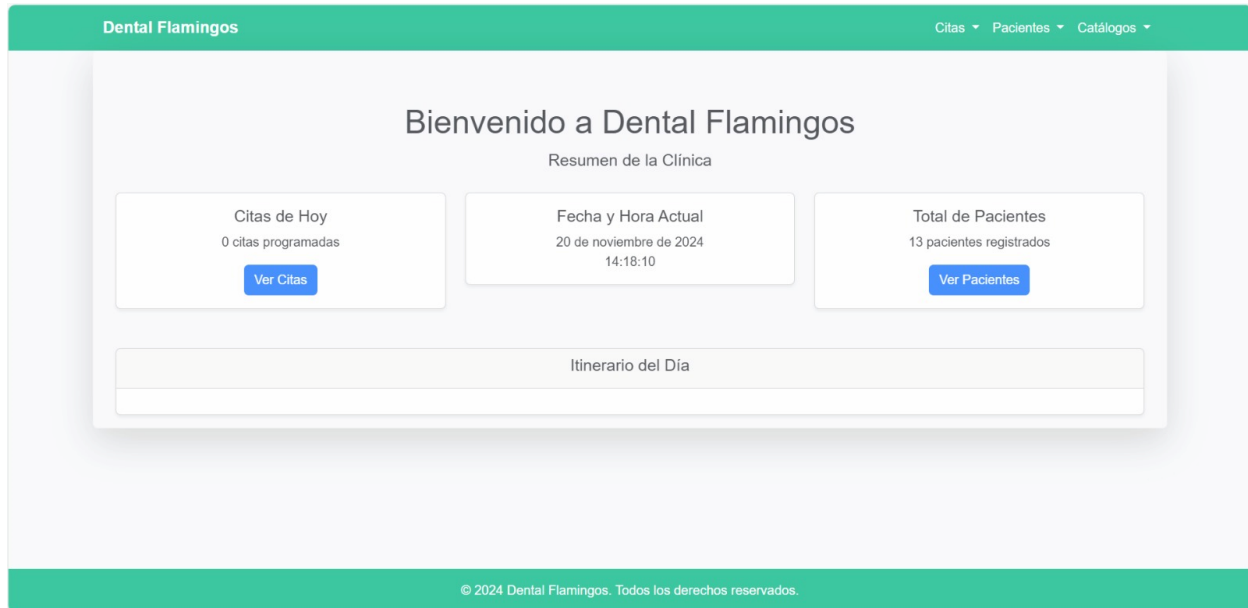 Dental Flamingos
Citas Pacientes Catálogos
Bienvenido a Dental Flamingos
Resumen de la Clínica
Citas de Hoy
0 citas programadas
Ver Citas
Fecha y Hora Actual
20 de noviembre de 2024
14:18:10
Total de Pacientes
13 pacientes registrados
Ver Pacientes
Itinerario del Día
© 2024 Dental Flamingos. Todos los derechos reservados.